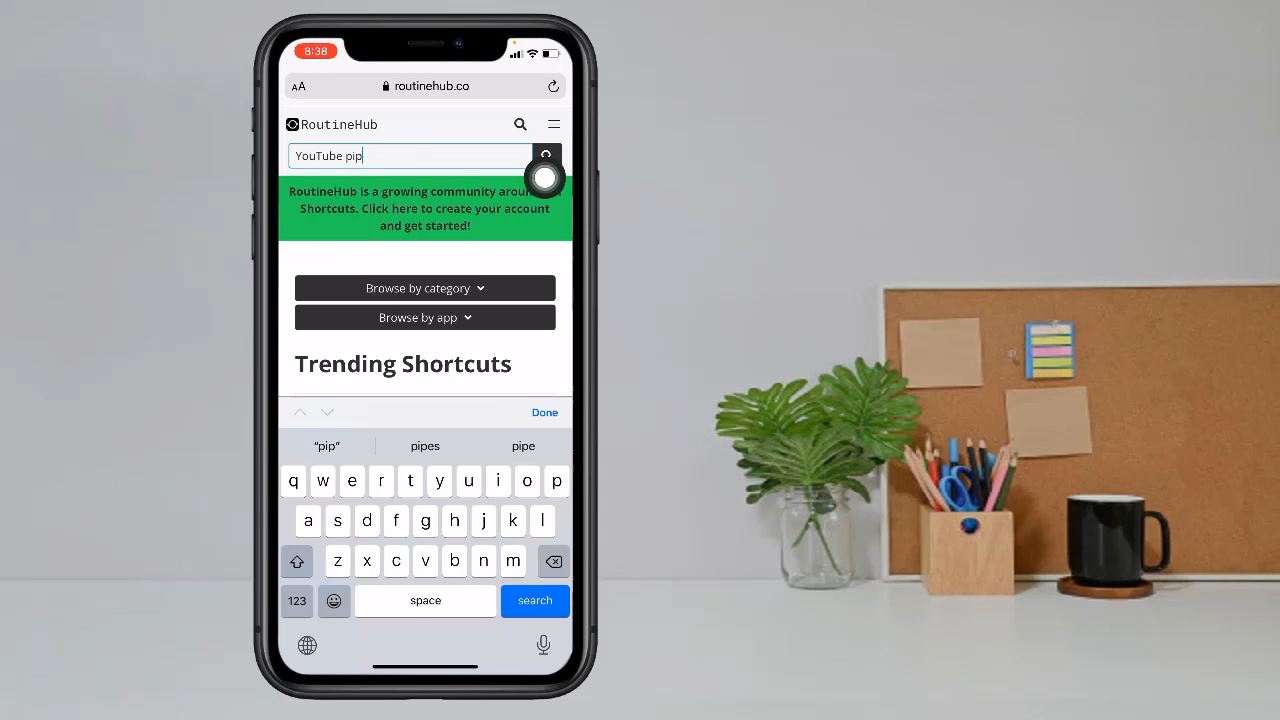 8:38
AA routinehub.co
RoutineHub
YouTube pip
RoutineHub is a growing community
Shortcuts. Click here to create your account
and get started!
Browse by category
Browse by app
Trending Shortcuts
Done
"pip" pipes pipe
q w e r t y u i o p
a s d f g h j k l
z x c v b n m
123 space search